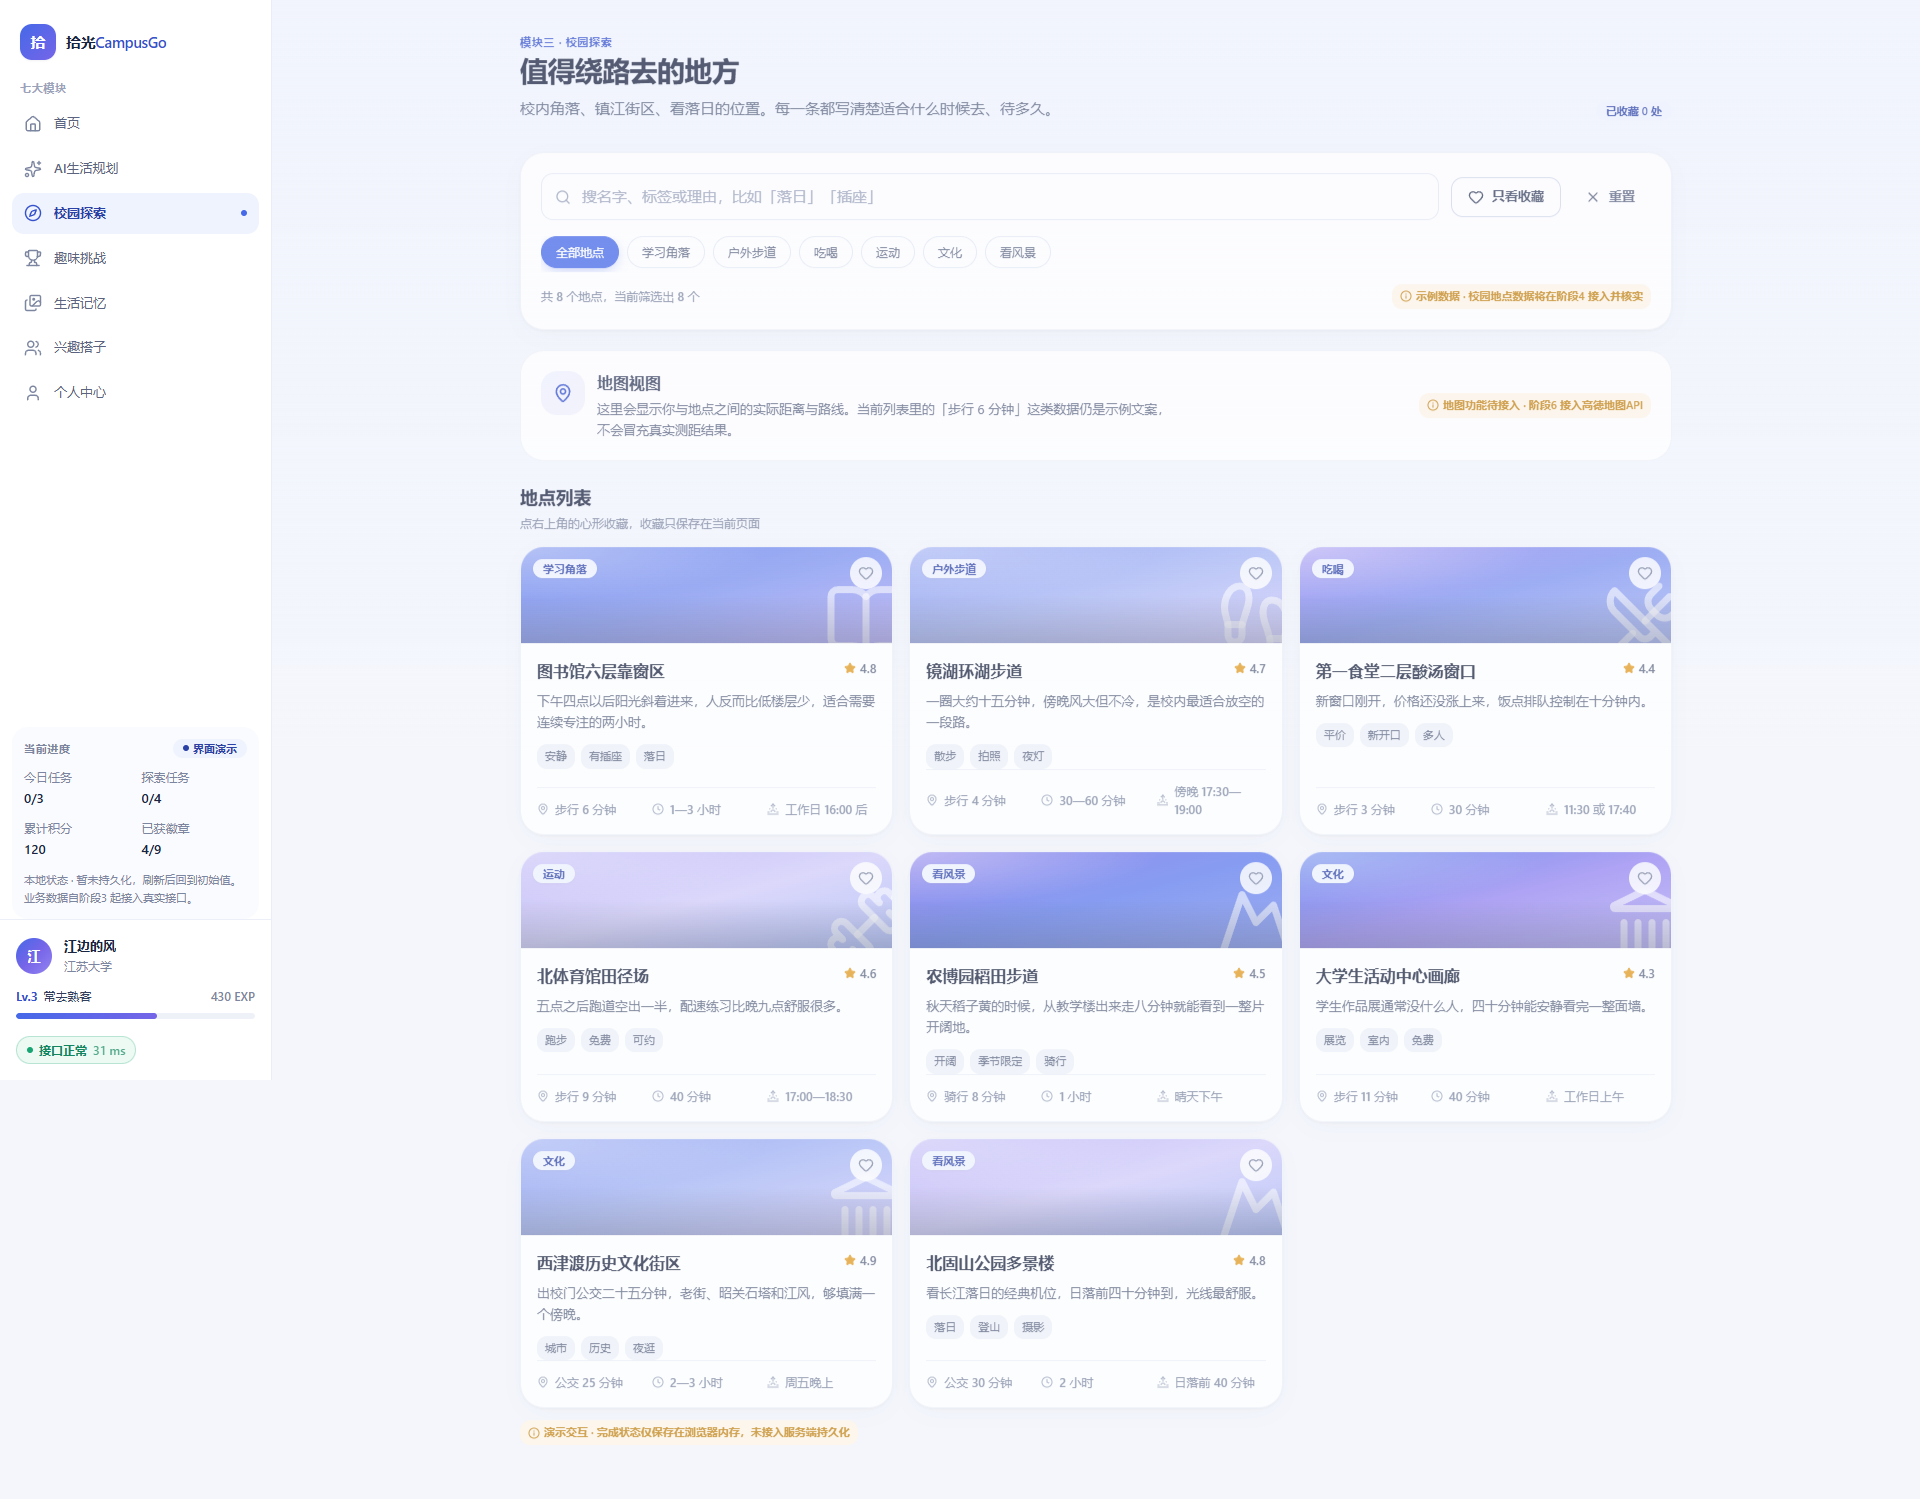 拾 拾光CampusGo
七大模块
首页
AI生活规划
校园探索
趣味挑战
生活记忆
兴趣搭子
个人中心
当前进度 界面演示
今日任务 探索任务
0/3 0/4
累计积分 已获徽章
120 4/9
本地状态 · 暂未持久化，刷新后回到初始值。
业务数据自阶段3 起接入真实接口。
江 江边的风
江苏大学
Lv.3 常去熟客 430 EXP
接口正常 31 ms
模块三 · 校园探索
值得绕路去的地方
校内角落、镇江街区、看落日的位置。每一条都写清楚适合什么时候去、待多久。
已收藏 0 处
搜名字、标签或理由，比如「落日」「插座」
只看收藏 重置
全部地点 学习角落 户外步道 吃喝 运动 文化 看风景
共 8 个地点，当前筛选出 8 个
示例数据 · 校园地点数据将在阶段4 接入并核实
地图视图
这里会显示你与地点之间的实际距离与路线。当前列表里的「步行 6 分钟」这类数据仍是示例文案，
不会冒充真实测距结果。
地图功能待接入 · 阶段6 接入高德地图API
地点列表
点右上角的心形收藏，收藏只保存在当前页面
学习角落
图书馆六层靠窗区 4.8
下午四点以后阳光斜着进来，人反而比低楼层少，适合需要
连续专注的两小时。
安静 有插座 落日
步行 6 分钟 1—3 小时 工作日 16:00 后
户外步道
镜湖环湖步道 4.7
一圈大约十五分钟，傍晚风大但不冷，是校内最适合放空的
一段路。
散步 拍照 夜灯
步行 4 分钟 30—60 分钟 傍晚 17:30—
19:00
吃喝
第一食堂二层酸汤窗口 4.4
新窗口刚开，价格还没涨上来，饭点排队控制在十分钟内。
平价 新开口 多人
步行 3 分钟 30 分钟 11:30 或 17:40
运动
北体育馆田径场 4.6
五点之后跑道空出一半，配速练习比晚九点舒服很多。
跑步 免费 可约
步行 9 分钟 40 分钟 17:00—18:30
看风景
农博园稻田步道 4.5
秋天稻子黄的时候，从教学楼出来走八分钟就能看到一整片
开阔地。
开阔 季节限定 骑行
骑行 8 分钟 1 小时 晴天下午
文化
大学生活动中心画廊 4.3
学生作品展通常没什么人，四十分钟能安静看完一整面墙。
展览 室内 免费
步行 11 分钟 40 分钟 工作日上午
文化
西津渡历史文化街区 4.9
出校门公交二十五分钟，老街、昭关石塔和江风，够填满一
个傍晚。
城市 历史 夜逛
公交 25 分钟 2—3 小时 周五晚上
看风景
北固山公园多景楼 4.8
看长江落日的经典机位，日落前四十分钟到，光线最舒服。
落日 登山 摄影
公交 30 分钟 2 小时 日落前 40 分钟
演示交互 · 完成状态仅保存在浏览器内存，未接入服务端持久化